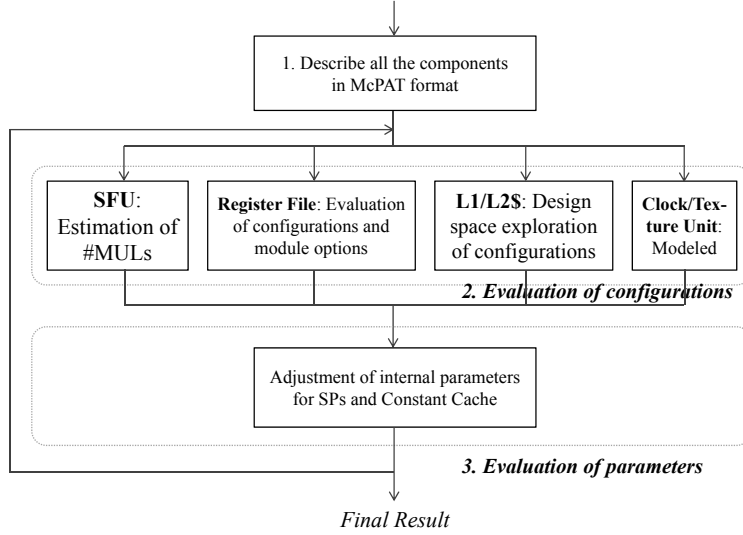 1. Describe all the components
in McPAT format
SFU:
Estimation of
#MULs
Register File: Evaluation
of configurations and
module options
L1/L2$: Design
space exploration
of configurations
Clock/Tex-
ture Unit:
Modeled
2. Evaluation of configurations
Adjustment of internal parameters
for SPs and Constant Cache
3. Evaluation of parameters
Final Result